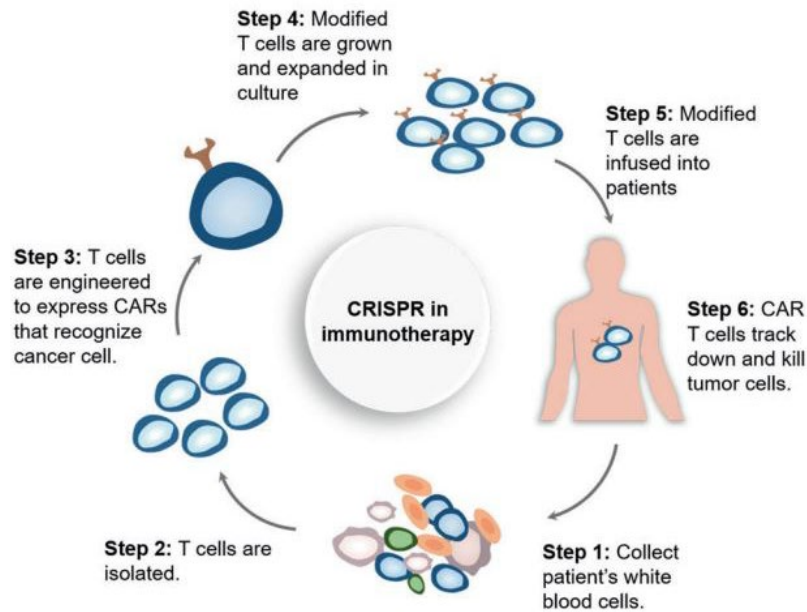 Step 4: Modified
T cells are grown
and expanded in
culture
Step 5: Modified
T cells are
infused into
patients
Step 3: T cells
are engineered
to express CARs
that recognize
cancer cell.
CRISPR in
immunotherapy
Step 6: CAR
T cells track
down and kill
tumor cells.
Step 2: T cells are
isolated.
Step 1: Collect
patient's white
blood cells.